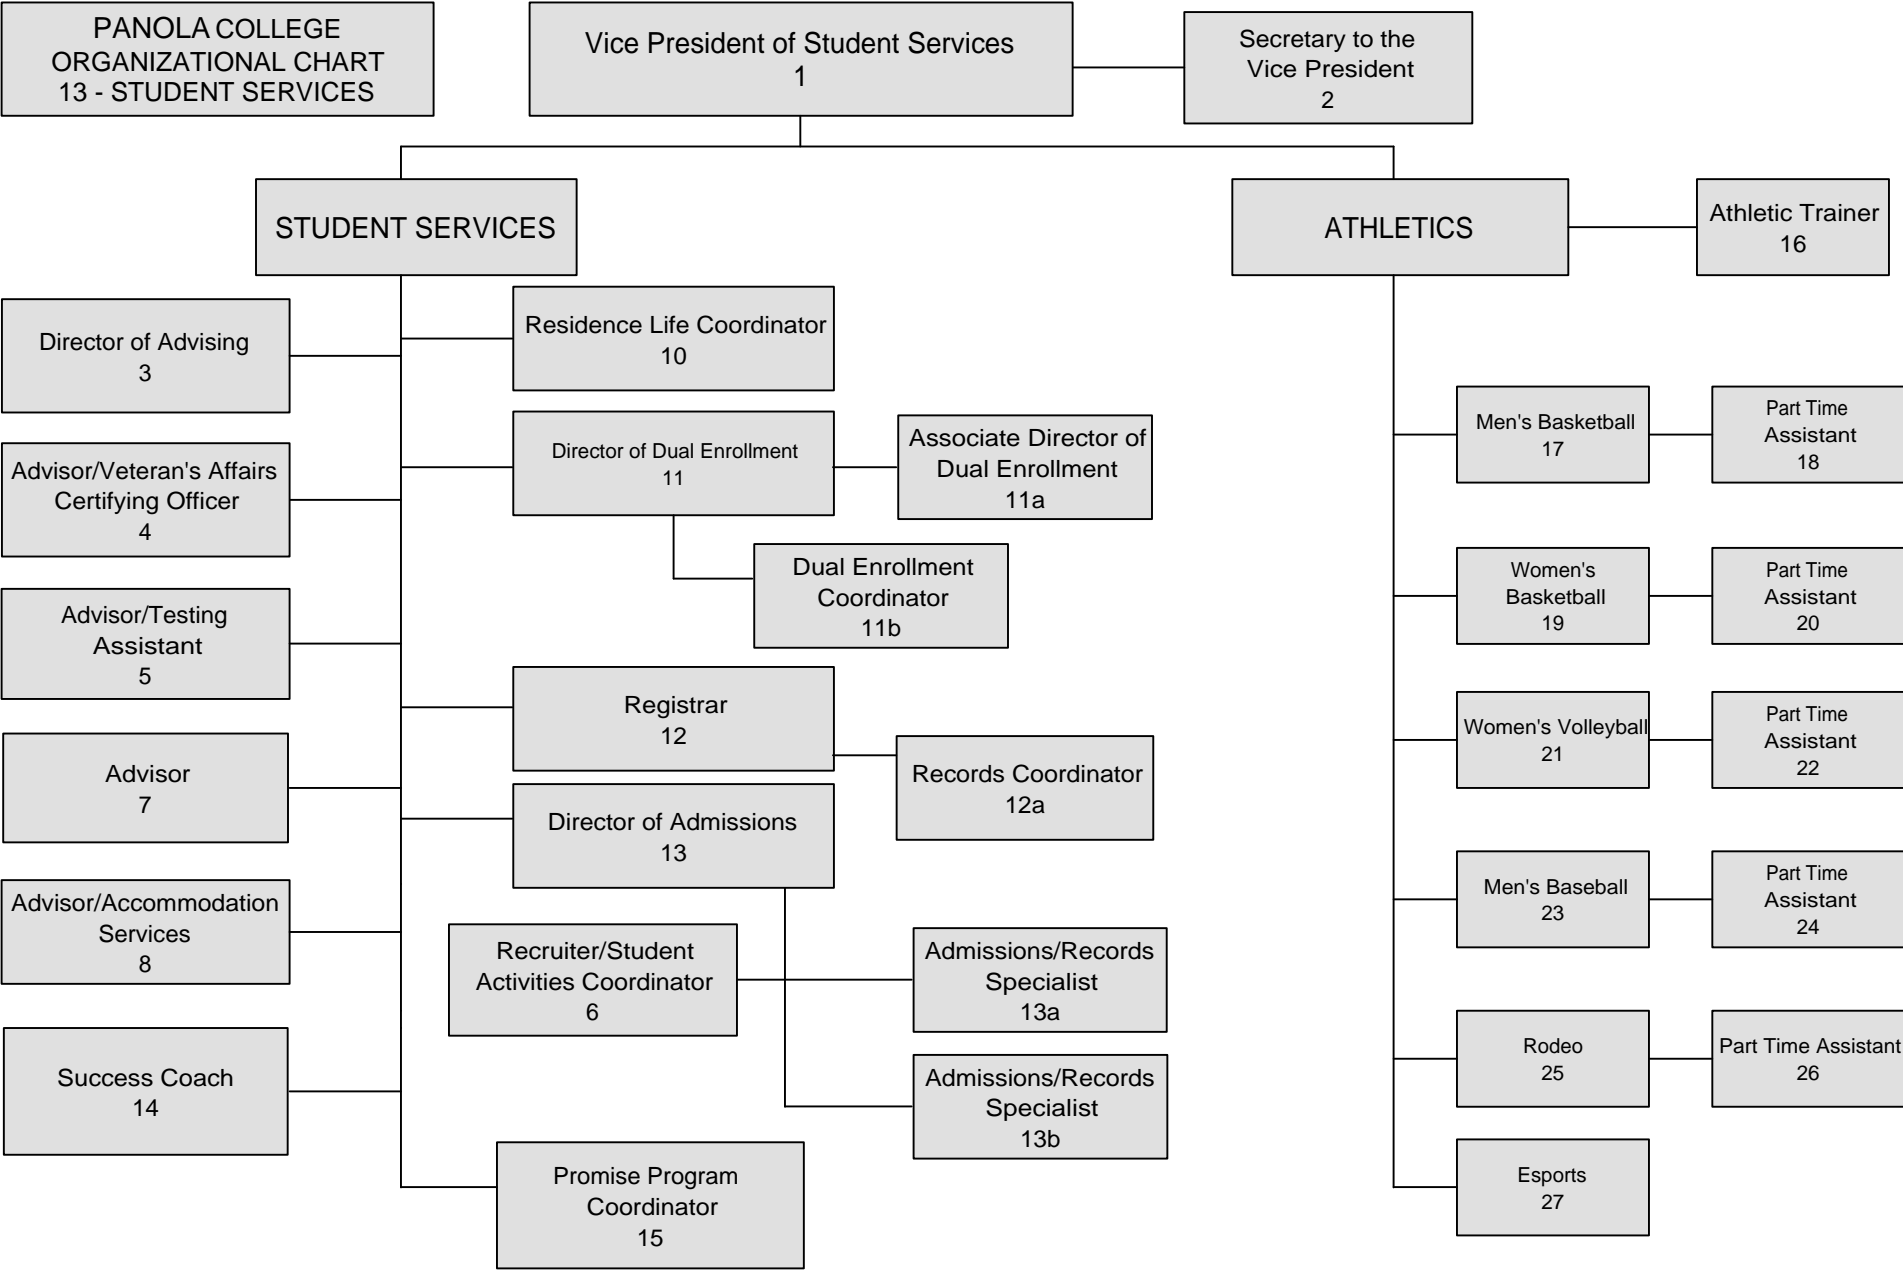 PANOLA COLLEGE
ORGANIZATIONAL CHART
13 - STUDENT SERVICES
Vice President of Student Services
1
Secretary to the
Vice President
2
STUDENT SERVICES
ATHLETICS
Athletic Trainer
16
Director of Advising
3
Advisor/Veteran's Affairs
Certifying Officer
4
Advisor/Testing
Assistant
5
Advisor
7
Advisor/Accommodation
Services
8
Success Coach
14
Residence Life Coordinator
10
Director of Dual Enrollment
11
Associate Director of
Dual Enrollment
11a
Dual Enrollment
Coordinator
11b
Registrar
12
Records Coordinator
12a
Director of Admissions
13
Recruiter/Student
Activities Coordinator
6
Admissions/Records
Specialist
13a
Admissions/Records
Specialist
13b
Promise Program
Coordinator
15
Men's Basketball
17
Part Time
Assistant
18
Women's
Basketball
19
Part Time
Assistant
20
Women's Volleyball
21
Part Time
Assistant
22
Men's Baseball
23
Part Time
Assistant
24
Rodeo
25
Part Time Assistant
26
Esports
27